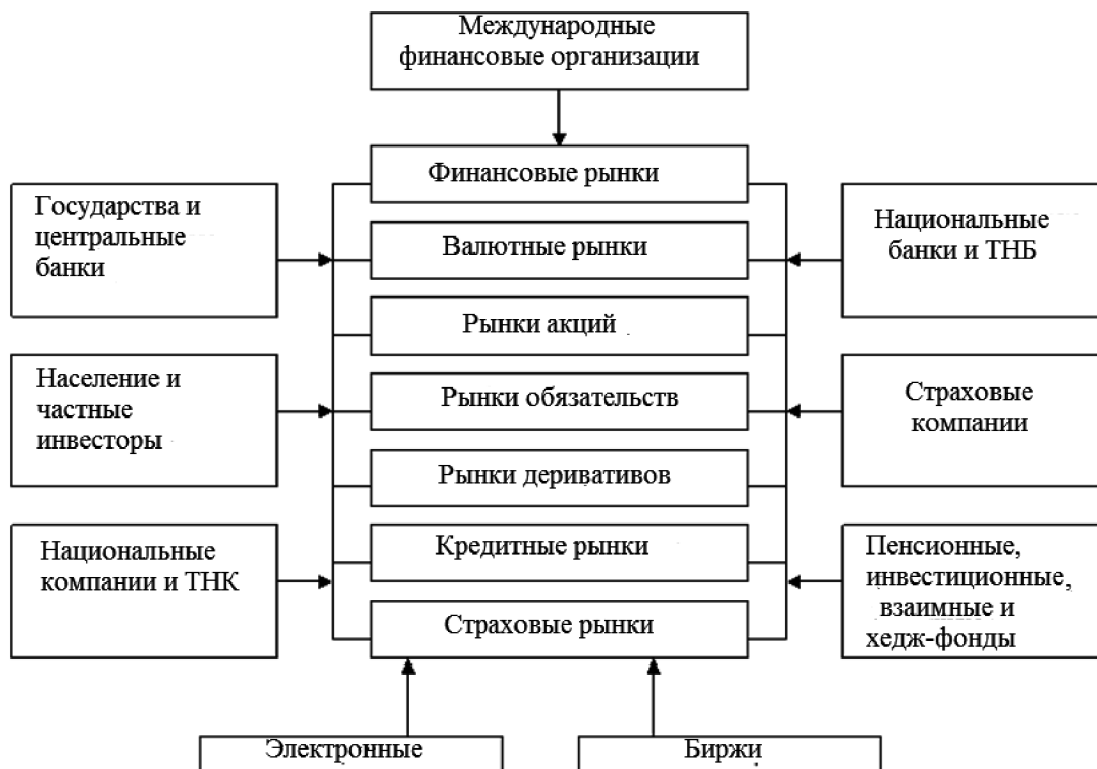 Международные
финансовые организации
Финансовые рынки
Государства и
центральные
банки
Валютные рынки
Национальные
банки и ТНБ
Рынки акций
Население и
частные
инвесторы
Рынки обязательств
Страховые
компании
Рынки деривативов
Национальные
компании и ТНК
Кредитные рынки
Пенсионные,
инвестиционные,
взаимные и
хедж-фонды
Страховые рынки
Электронные
Биржи